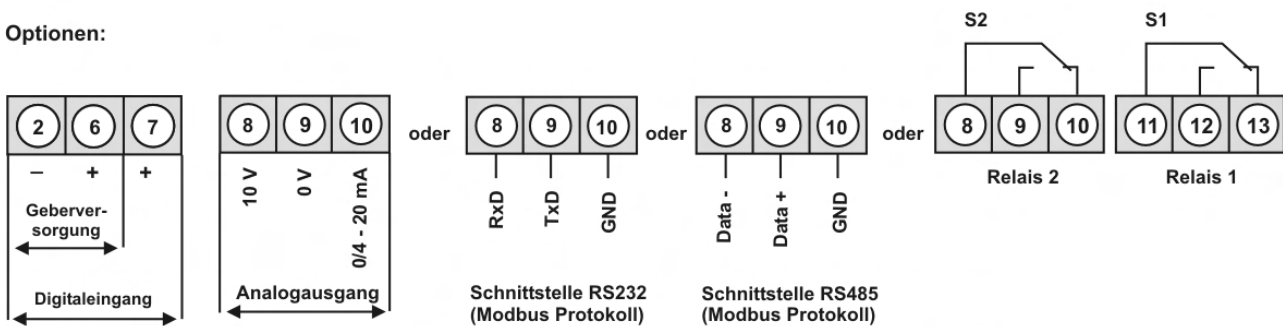 Optionen:
2 6 7
– + +
Geberver-
sorgung
Digitaleingang
8 9 10
10 V
0 V
0/4 - 20 mA
Analogausgang
oder
8 9 10
RxD
TxD
GND
Schnittstelle RS232
(Modbus Protokoll)
oder
8 9 10
Data -
Data +
GND
Schnittstelle RS485
(Modbus Protokoll)
oder
S2
8 9 10
Relais 2
S1
11 12 13
Relais 1